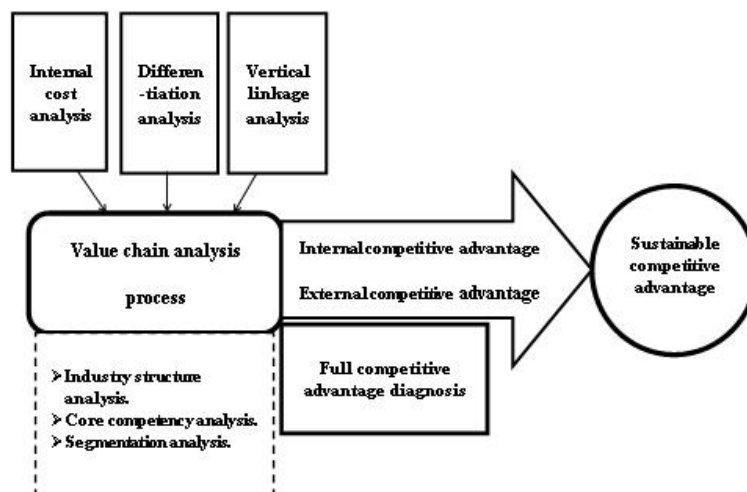 Internal
cost
analysis
Differen
-tiation
analysis
Vertical
linkage
analysis
Value chain analysis
process
Internal competitive advantage
External competitive advantage
Sustainable
competitive
advantage
Full competitive
advantage diagnosis
➢ Industry structure
analysis.
➢ Core competency analysis.
➢ Segmentation analysis.